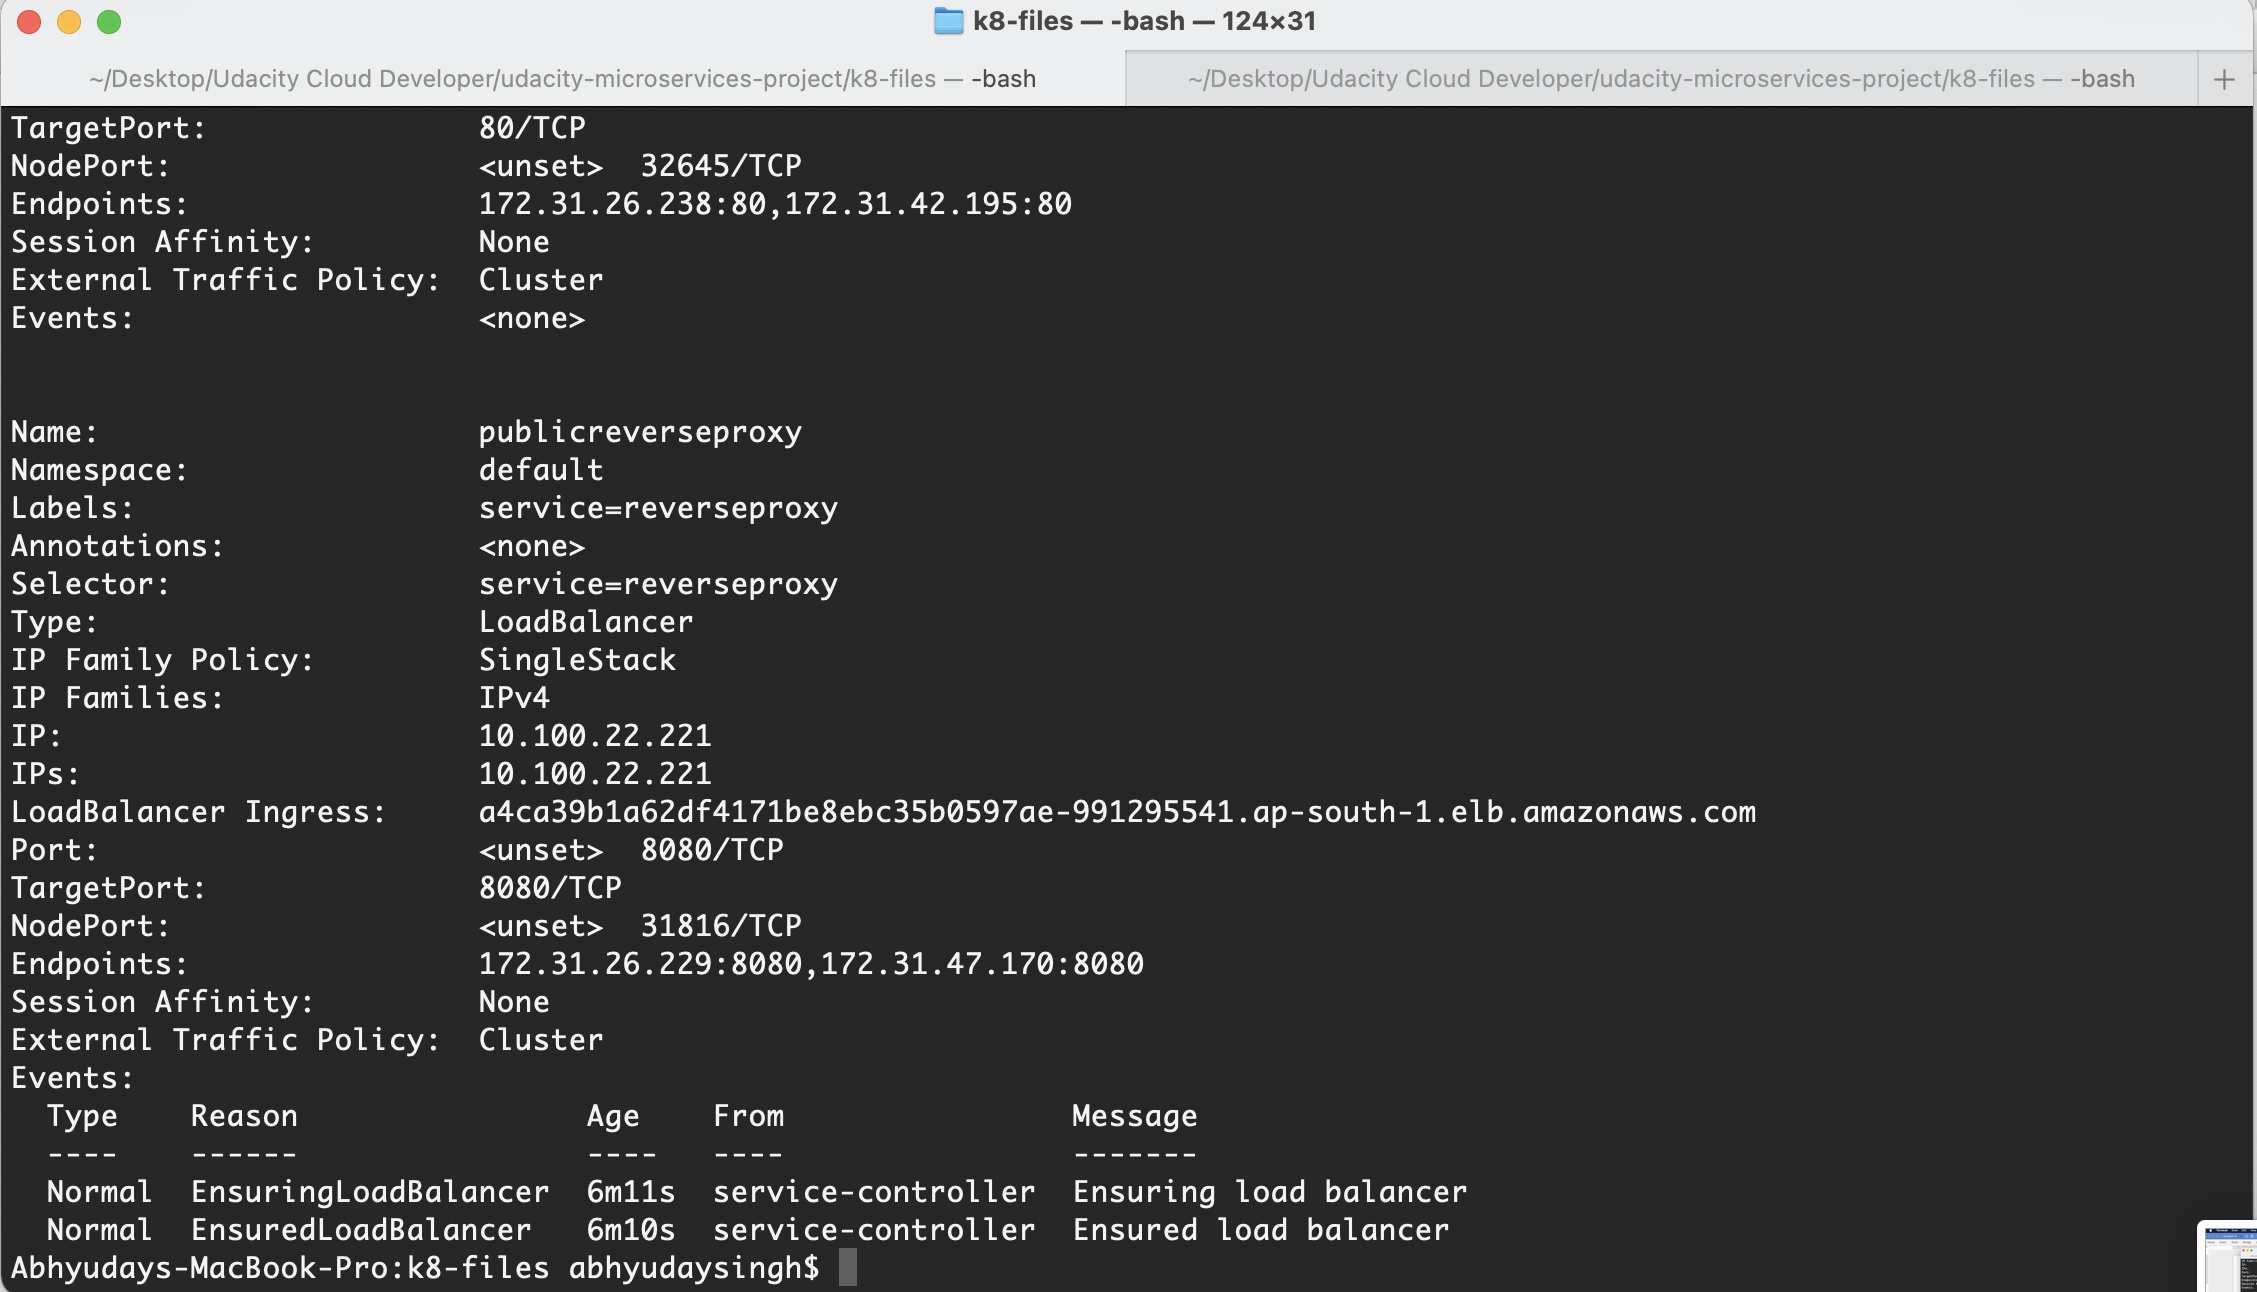 k8-files — -bash — 124×31
~/Desktop/Udacity Cloud Developer/udacity-microservices-project/k8-files — -bash
~/Desktop/Udacity Cloud Developer/udacity-microservices-project/k8-files — -bash
+
TargetPort:               80/TCP
NodePort:                 <unset>  32645/TCP
Endpoints:                172.31.26.238:80,172.31.42.195:80
Session Affinity:         None
External Traffic Policy:  Cluster
Events:                   <none>
Name:                     publicreverseproxy
Namespace:                default
Labels:                   service=reverseproxy
Annotations:              <none>
Selector:                 service=reverseproxy
Type:                     LoadBalancer
IP Family Policy:         SingleStack
IP Families:              IPv4
IP:                       10.100.22.221
IPs:                      10.100.22.221
LoadBalancer Ingress:     a4ca39b1a62df4171be8ebc35b0597ae-991295541.ap-south-1.elb.amazonaws.com
Port:                     <unset>  8080/TCP
TargetPort:               8080/TCP
NodePort:                 <unset>  31816/TCP
Endpoints:                172.31.26.229:8080,172.31.47.170:8080
Session Affinity:         None
External Traffic Policy:  Cluster
Events:
  Type    Reason                Age    From                Message
  ----    ------                ----   ----                -------
  Normal  EnsuringLoadBalancer  6m11s  service-controller  Ensuring load balancer
  Normal  EnsuredLoadBalancer   6m10s  service-controller  Ensured load balancer
Abhyudays-MacBook-Pro:k8-files abhyudaysingh$